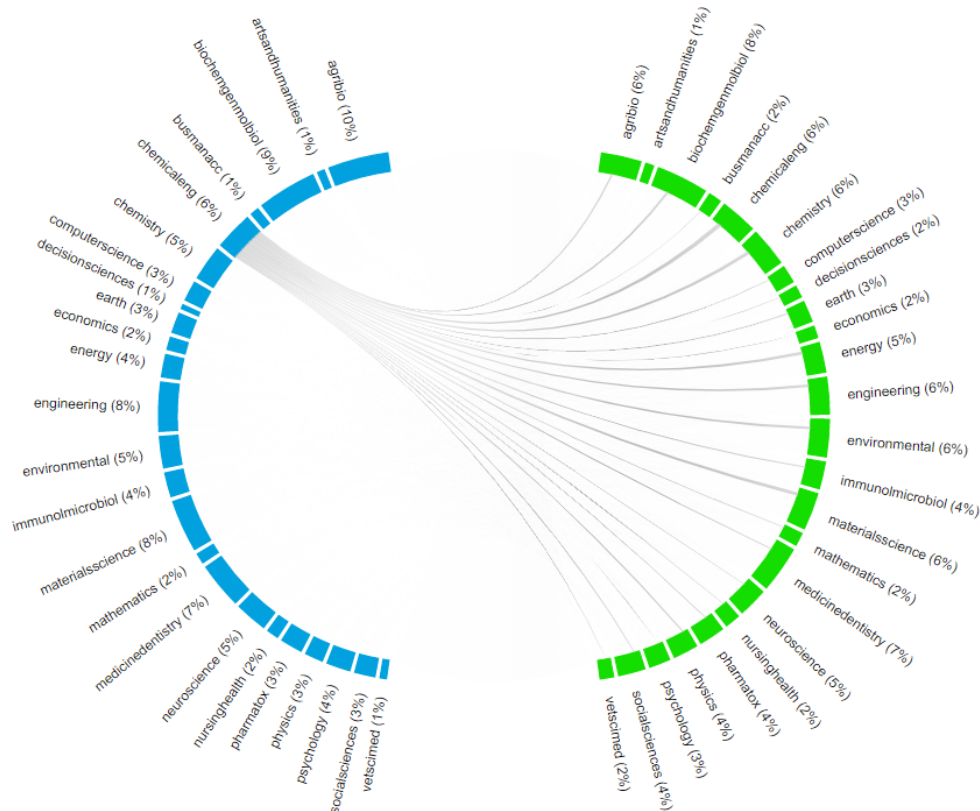 agribio (10%)
artsandhumanities (1%)
biochemgenmolbiol (9%)
busmanacc (1%)
chemicaleng (6%)
chemistry (5%)
computerscience (3%)
decisionsciences (1%)
earth (3%)
economics (2%)
energy (4%)
engineering (8%)
environmental (5%)
immunolmicrobiol (4%)
materialsscience (8%)
mathematics (2%)
medicinedentistry (7%)
neuroscience (5%)
nursinghealth (2%)
pharmatox (3%)
physics (3%)
psychology (4%)
socialsciences (3%)
vetscimed (1%)
agribio (6%)
artsandhumanities (1%)
biochemgenmolbiol (8%)
busmanacc (2%)
chemicaleng (6%)
chemistry (6%)
computerscience (3%)
decisionsciences (2%)
earth (3%)
economics (2%)
energy (5%)
engineering (6%)
environmental (6%)
immunolmicrobiol (4%)
materialsscience (6%)
mathematics (2%)
medicinedentistry (7%)
neuroscience (5%)
nursinghealth (2%)
pharmatox (4%)
physics (4%)
psychology (3%)
socialsciences (4%)
vetscimed (2%)